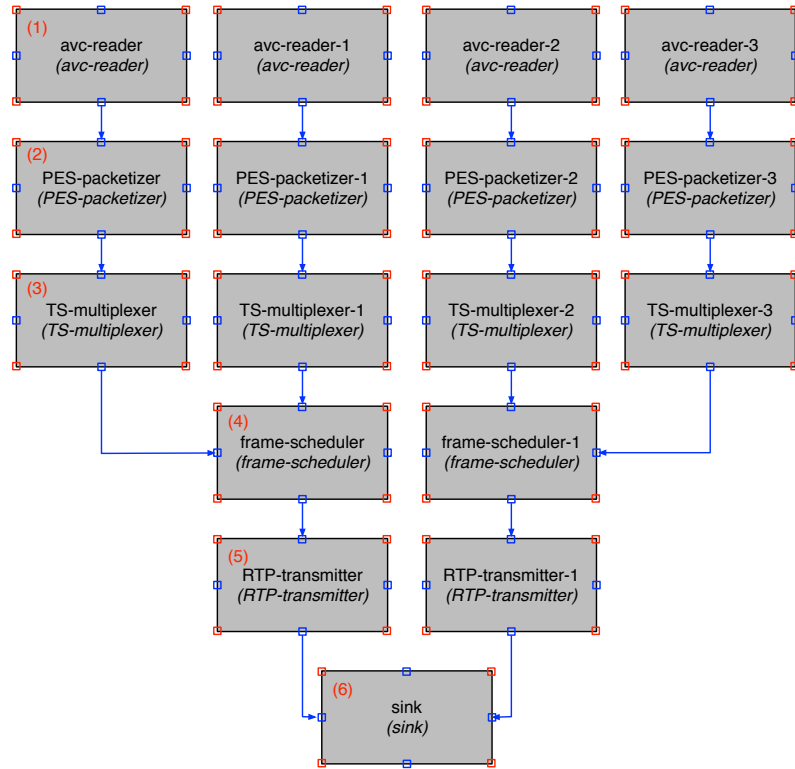 (1)
avc-reader
(avc-reader)
avc-reader-1
(avc-reader)
avc-reader-2
(avc-reader)
avc-reader-3
(avc-reader)
(2)
PES-packetizer
(PES-packetizer)
PES-packetizer-1
(PES-packetizer)
PES-packetizer-2
(PES-packetizer)
PES-packetizer-3
(PES-packetizer)
(3)
TS-multiplexer
(TS-multiplexer)
TS-multiplexer-1
(TS-multiplexer)
TS-multiplexer-2
(TS-multiplexer)
TS-multiplexer-3
(TS-multiplexer)
(4)
frame-scheduler
(frame-scheduler)
frame-scheduler-1
(frame-scheduler)
(5)
RTP-transmitter
(RTP-transmitter)
RTP-transmitter-1
(RTP-transmitter)
(6)
sink
(sink)